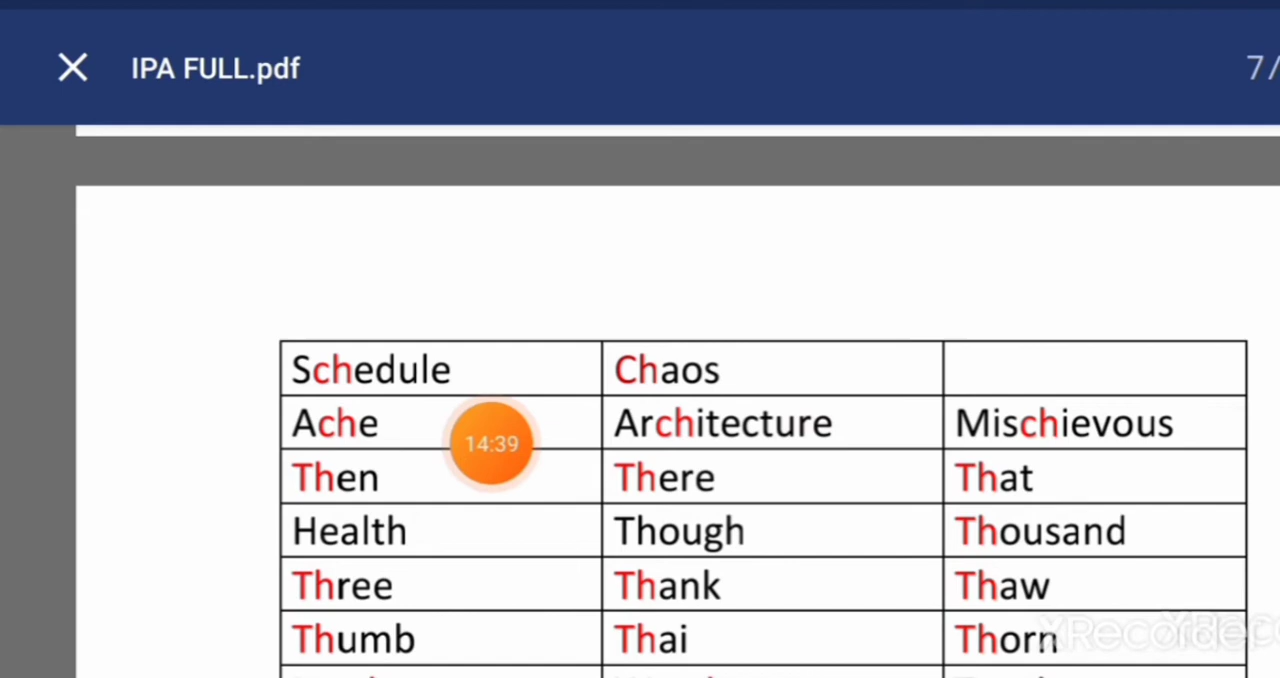 IPA FULL.pdf 7/
Schedule Chaos
Ache Architecture Mischievous
14:39
Then There That
Health Though Thousand
Three Thank Thaw
Thumb Thai Thorn
XRecorder